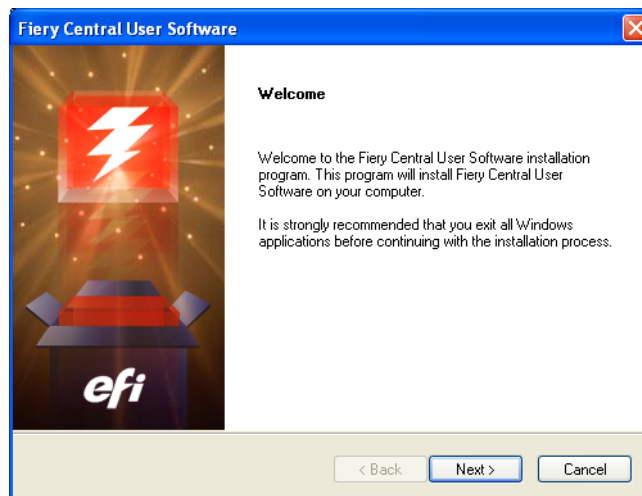 Fiery Central User Software
Welcome
Welcome to the Fiery Central User Software installation
program. This program will install Fiery Central User
Software on your computer.
It is strongly recommended that you exit all Windows
applications before continuing with the installation process.
efi
< Back
Next >
Cancel